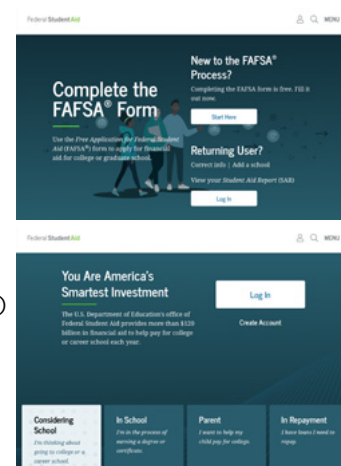 Federal Student Aid
MENU
Complete the
FAFSA® Form
Use the Free Application for Federal Student
Aid (FAFSA®) form to apply for financial
aid for college or graduate school.
New to the FAFSA®
Process?
Completing the FAFSA form is free. Fill it
out now.
Start Here
Returning User?
Correct info | Add a school
View your Student Aid Report (SAR)
Log In
Federal Student Aid
MENU
You Are America's
Smartest Investment
The U.S. Department of Education's office of
Federal Student Aid provides more than $120
billion in financial aid to help pay for college
or career school each year.
Log In
Create Account
Considering
School
I'm thinking about
going to college or a
career school.
In School
I'm in the process of
earning a degree or
certificate.
Parent
I want to help my
child pay for college.
In Repayment
I have loans I need to
repay.